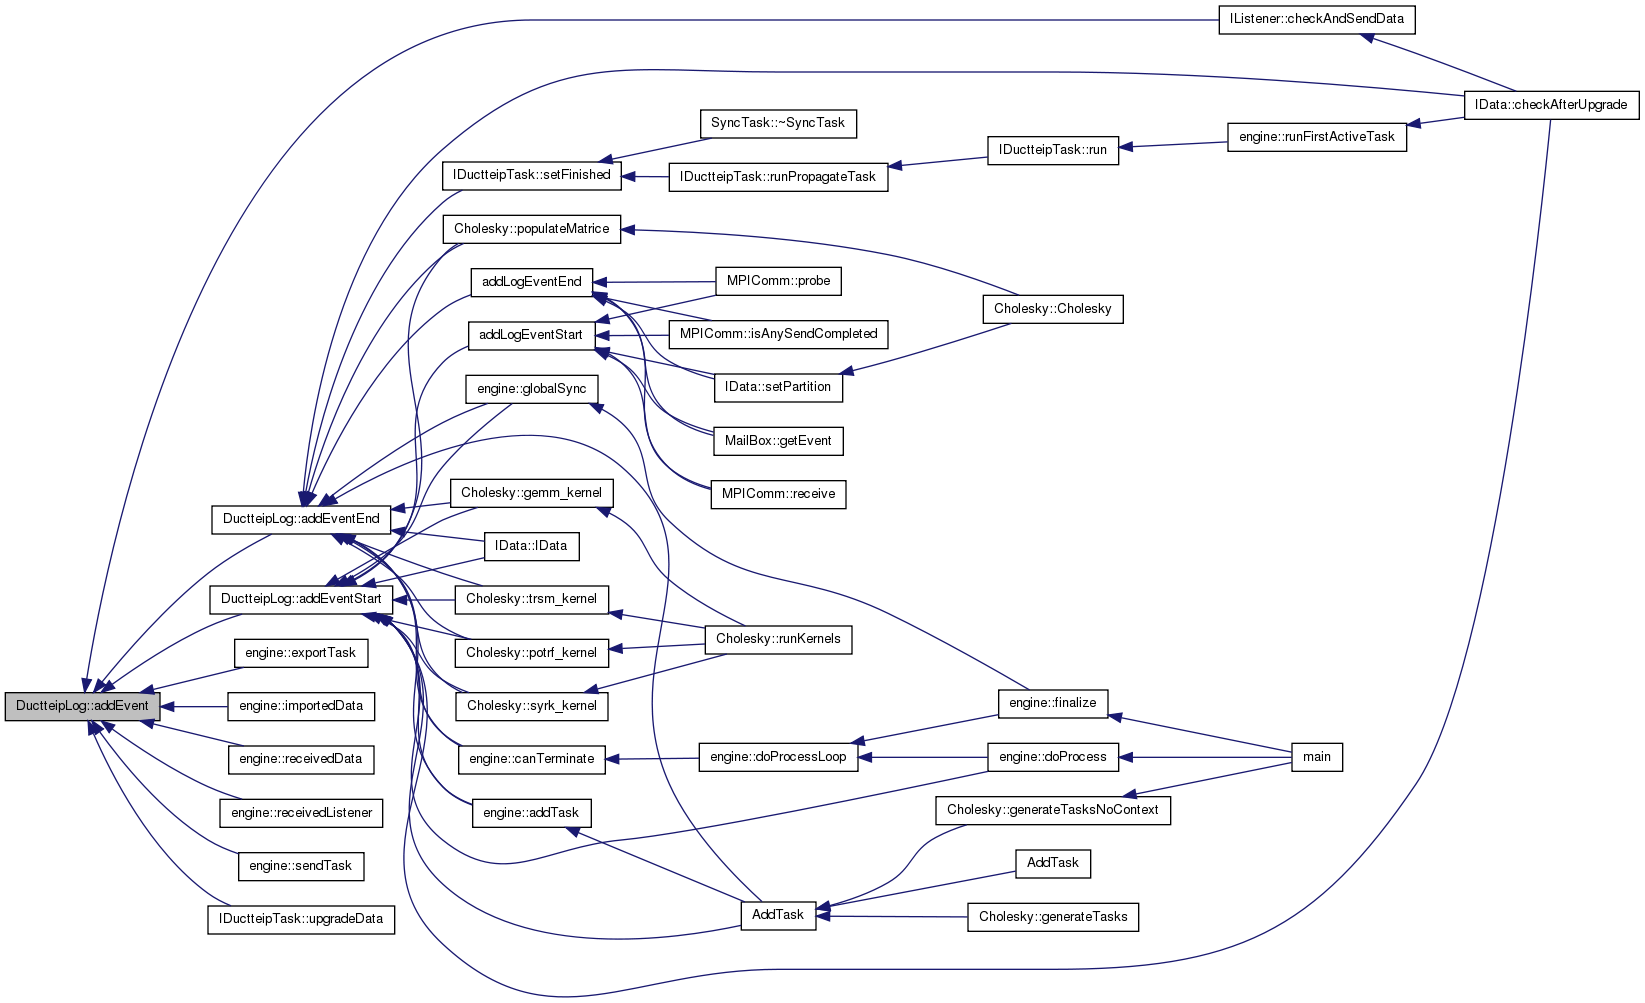 IListener::checkAndSendData
IData::checkAfterUpgrade
SyncTask::~SyncTask
engine::runFirstActiveTask
IDuctteipTask::run
IDuctteipTask::setFinished
IDuctteipTask::runPropagateTask
Cholesky::populateMatrice
addLogEventEnd
MPIComm::probe
Cholesky::Cholesky
addLogEventStart
MPIComm::isAnySendCompleted
engine::globalSync
IData::setPartition
MailBox::getEvent
Cholesky::gemm_kernel
MPIComm::receive
DuctteipLog::addEventEnd
IData::IData
DuctteipLog::addEventStart
Cholesky::trsm_kernel
Cholesky::runKernels
engine::exportTask
Cholesky::potrf_kernel
DuctteipLog::addEvent
engine::importedData
Cholesky::syrk_kernel
engine::finalize
engine::receivedData
engine::canTerminate
engine::doProcessLoop
engine::doProcess
main
engine::receivedListener
engine::addTask
Cholesky::generateTasksNoContext
engine::sendTask
AddTask
IDuctteipTask::upgradeData
AddTask
Cholesky::generateTasks